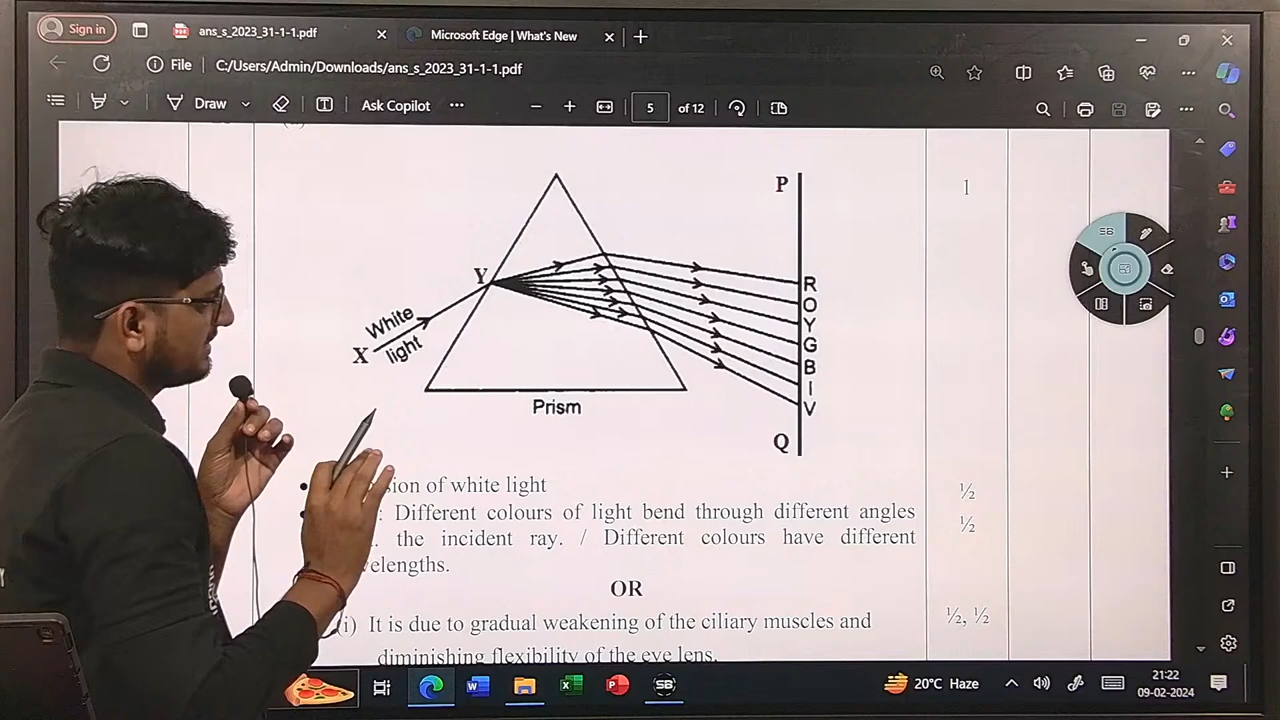 Sign in
ans_s_2023_31-1-1.pdf
Microsoft Edge | What's New
File
C:/Users/Admin/Downloads/ans_s_2023_31-1-1.pdf
Draw
Ask Copilot
5
of 12
P
1
Y
R
O
Y
G
B
I
V
White
light
X
Prism
Q
of white light
½
: Different colours of light bend through different angles
½
the incident ray. / Different colours have different
OR
(i) It is due to gradual weakening of the ciliary muscles and
½, ½
diminishing flexibility of the eye lens.
20°C Haze
21:22
09-02-2024